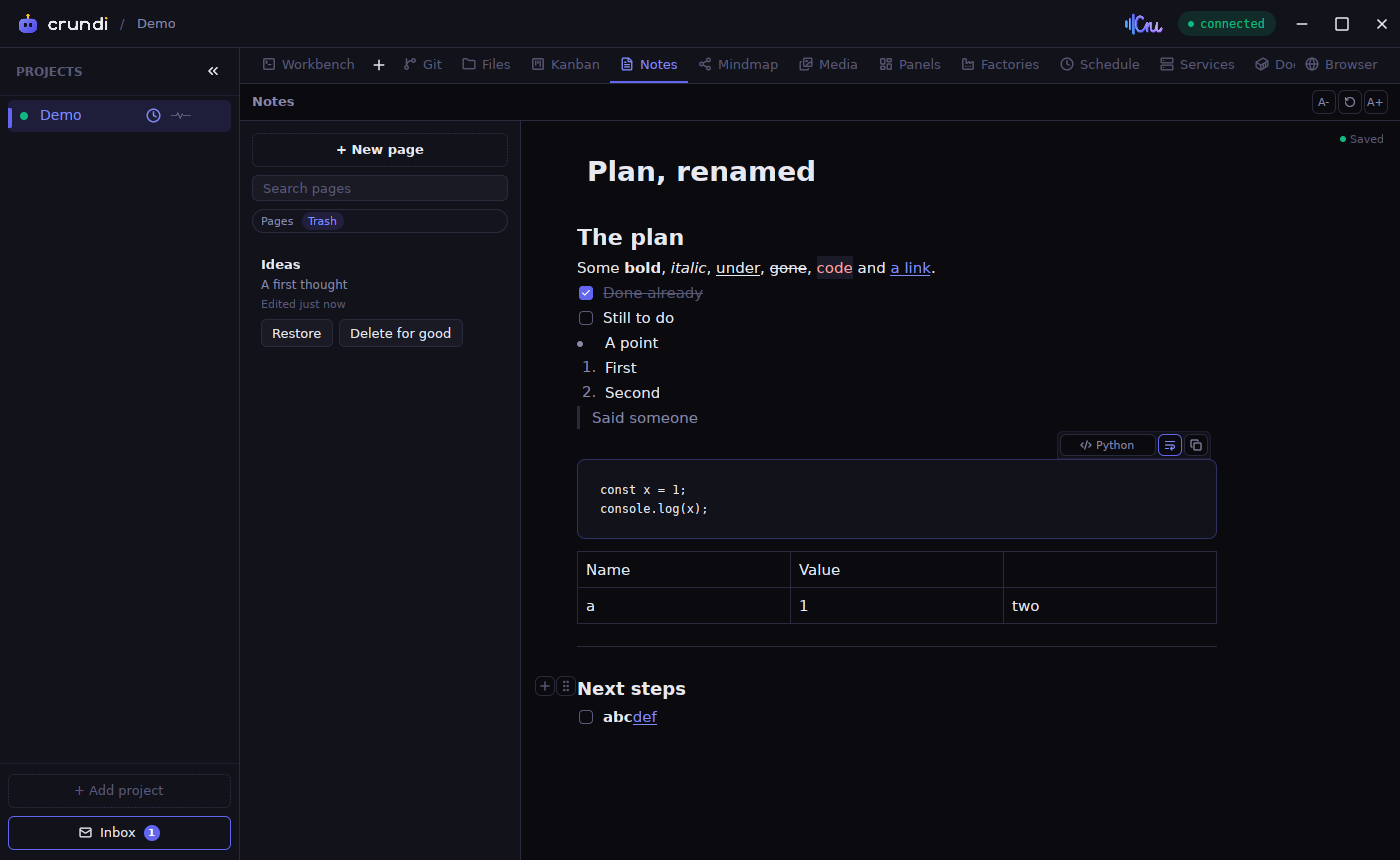 crundi / Demo
Cru
connected
PROJECTS
Demo
+ Add project
Inbox 1
Workbench + Git Files Kanban Notes Mindmap Media Panels Factories Schedule Services Doc Browser
Notes
A- A+
+ New page
Search pages
Pages Trash
Ideas
A first thought
Edited just now
Restore Delete for good
Saved
Plan, renamed
The plan
Some bold, italic, under, gone, code and a link.
Done already
Still to do
• A point
1. First
2. Second
Said someone
</> Python
const x = 1;
console.log(x);
Name Value
a 1 two
Next steps
abcdef